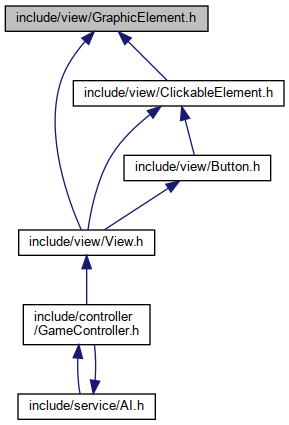 include/view/GraphicElement.h
include/view/ClickableElement.h
include/view/Button.h
include/view/View.h
include/controller
/GameController.h
include/service/AI.h